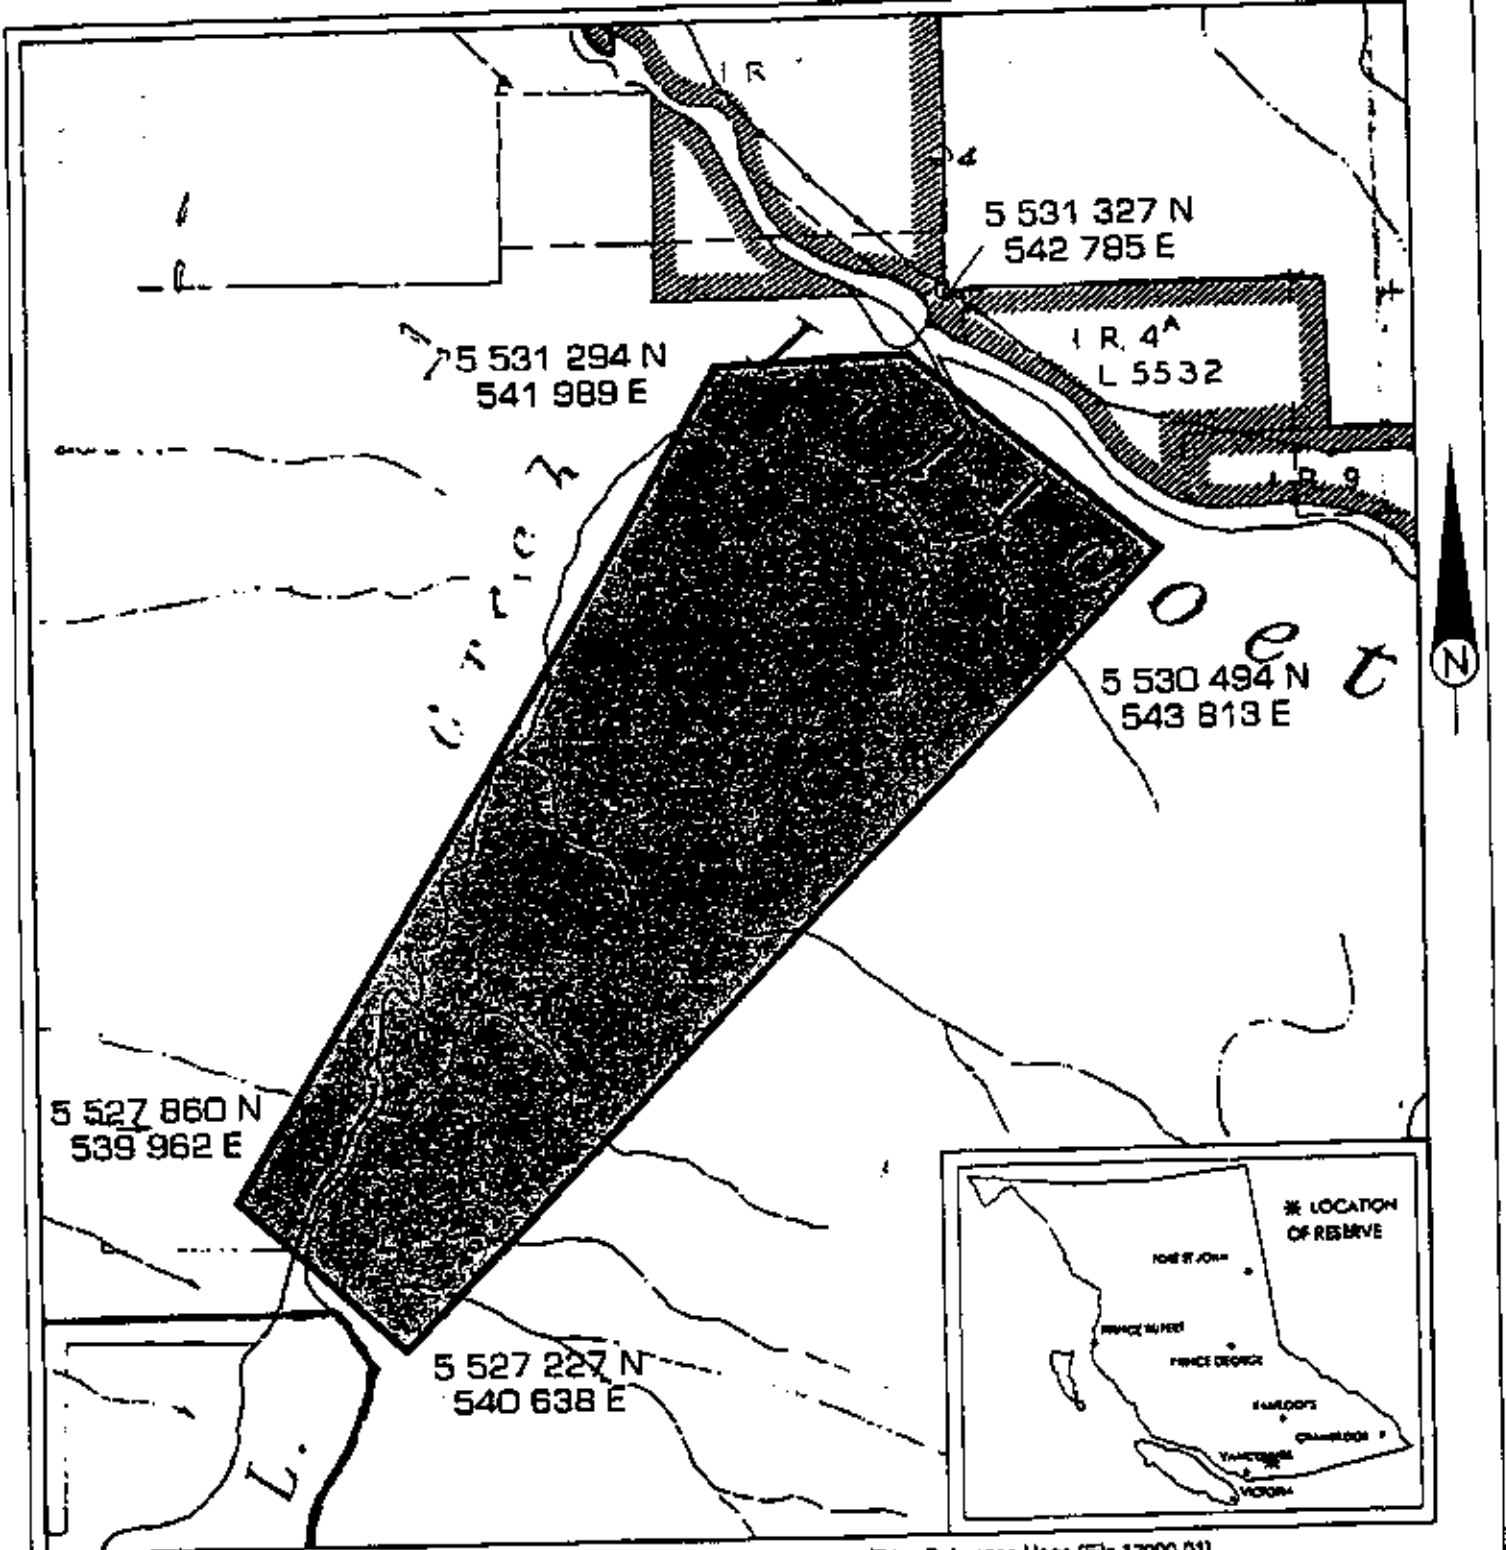 I R
4
5 531 327 N
542 785 E
I R. 4A
L 5532
5 531 294 N
541 989 E
I R 9
o e t
5 530 494 N
543 813 E
N
5 527 860 N
539 962 E
5 527 227 N
540 638 E
L.
※ LOCATION
OF RESERVE
FORT ST JOHN
PRINCE RUPERT
PRINCE GEORGE
KAMLOOPS
CRANBROOK
VANCOUVER
VICTORIA